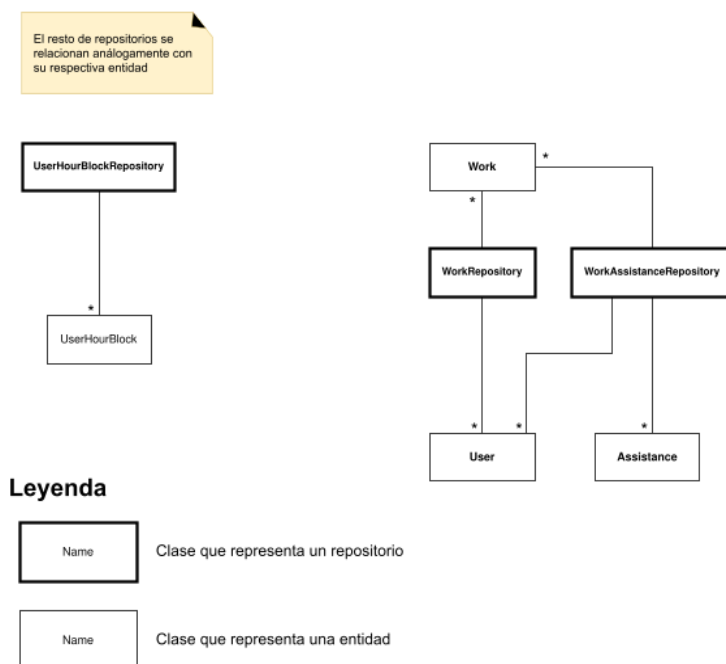 El resto de repositorios se
relacionan análogamente con
su respectiva entidad
UserHourBlockRepository
*
UserHourBlock
Work
*
*
WorkRepository
WorkAssistanceRepository
*
*
*
User
Assistance
Leyenda
Name
Clase que representa un repositorio
Name
Clase que representa una entidad